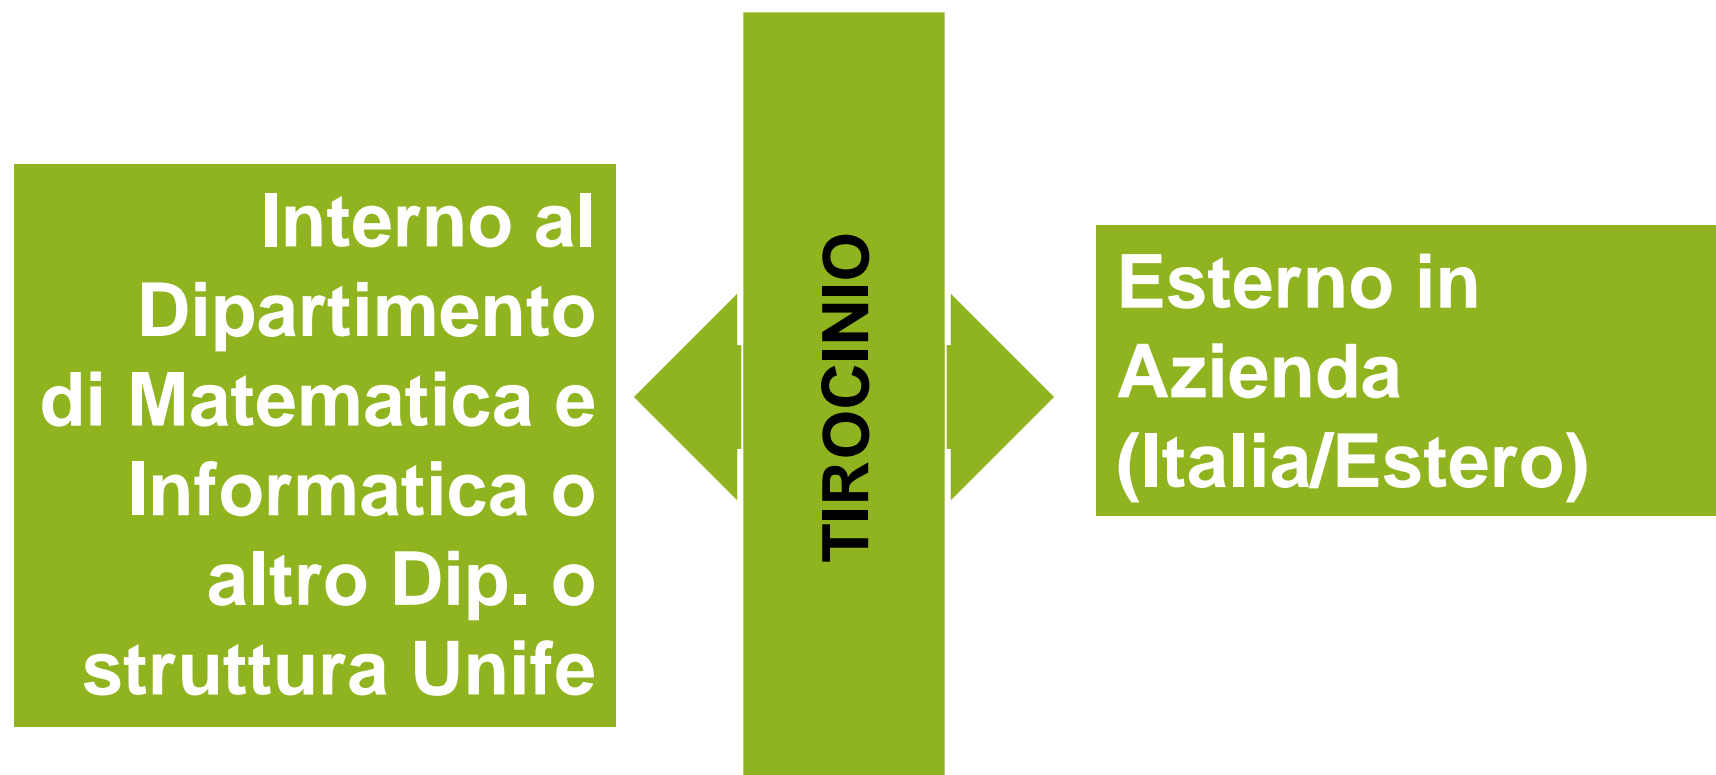 Interno al
Dipartimento
di Matematica e
Informatica o
altro Dip. o
struttura Unife
TIROCINIO
Esterno in
Azienda
(Italia/Estero)